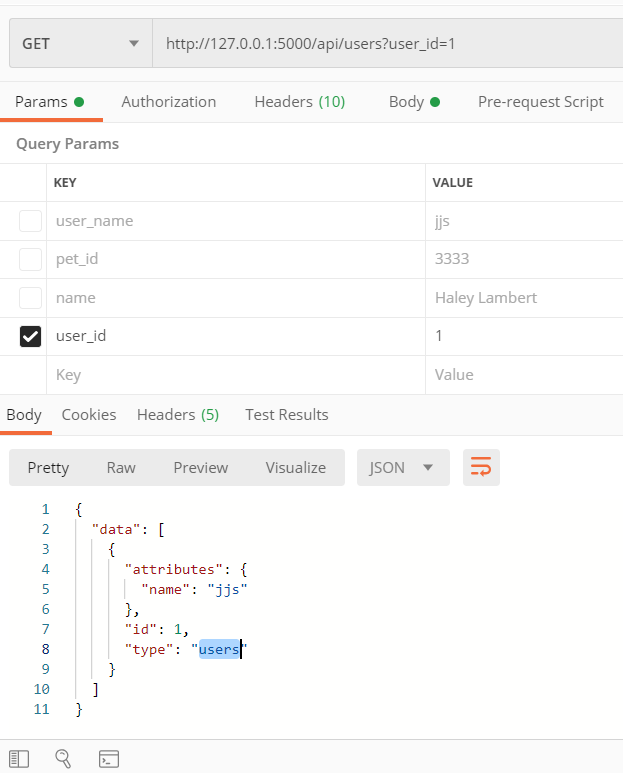 GET http://127.0.0.1:5000/api/users?user_id=1
Params Authorization Headers (10) Body Pre-request Script
Query Params
KEY VALUE
user_name jjs
pet_id 3333
name Haley Lambert
user_id 1
Key Value
Body Cookies Headers (5) Test Results
Pretty Raw Preview Visualize JSON
1 {
2 "data": [
3 {
4 "attributes": {
5 "name": "jjs"
6 },
7 "id": 1,
8 "type": "users"
9 }
10 ]
11 }